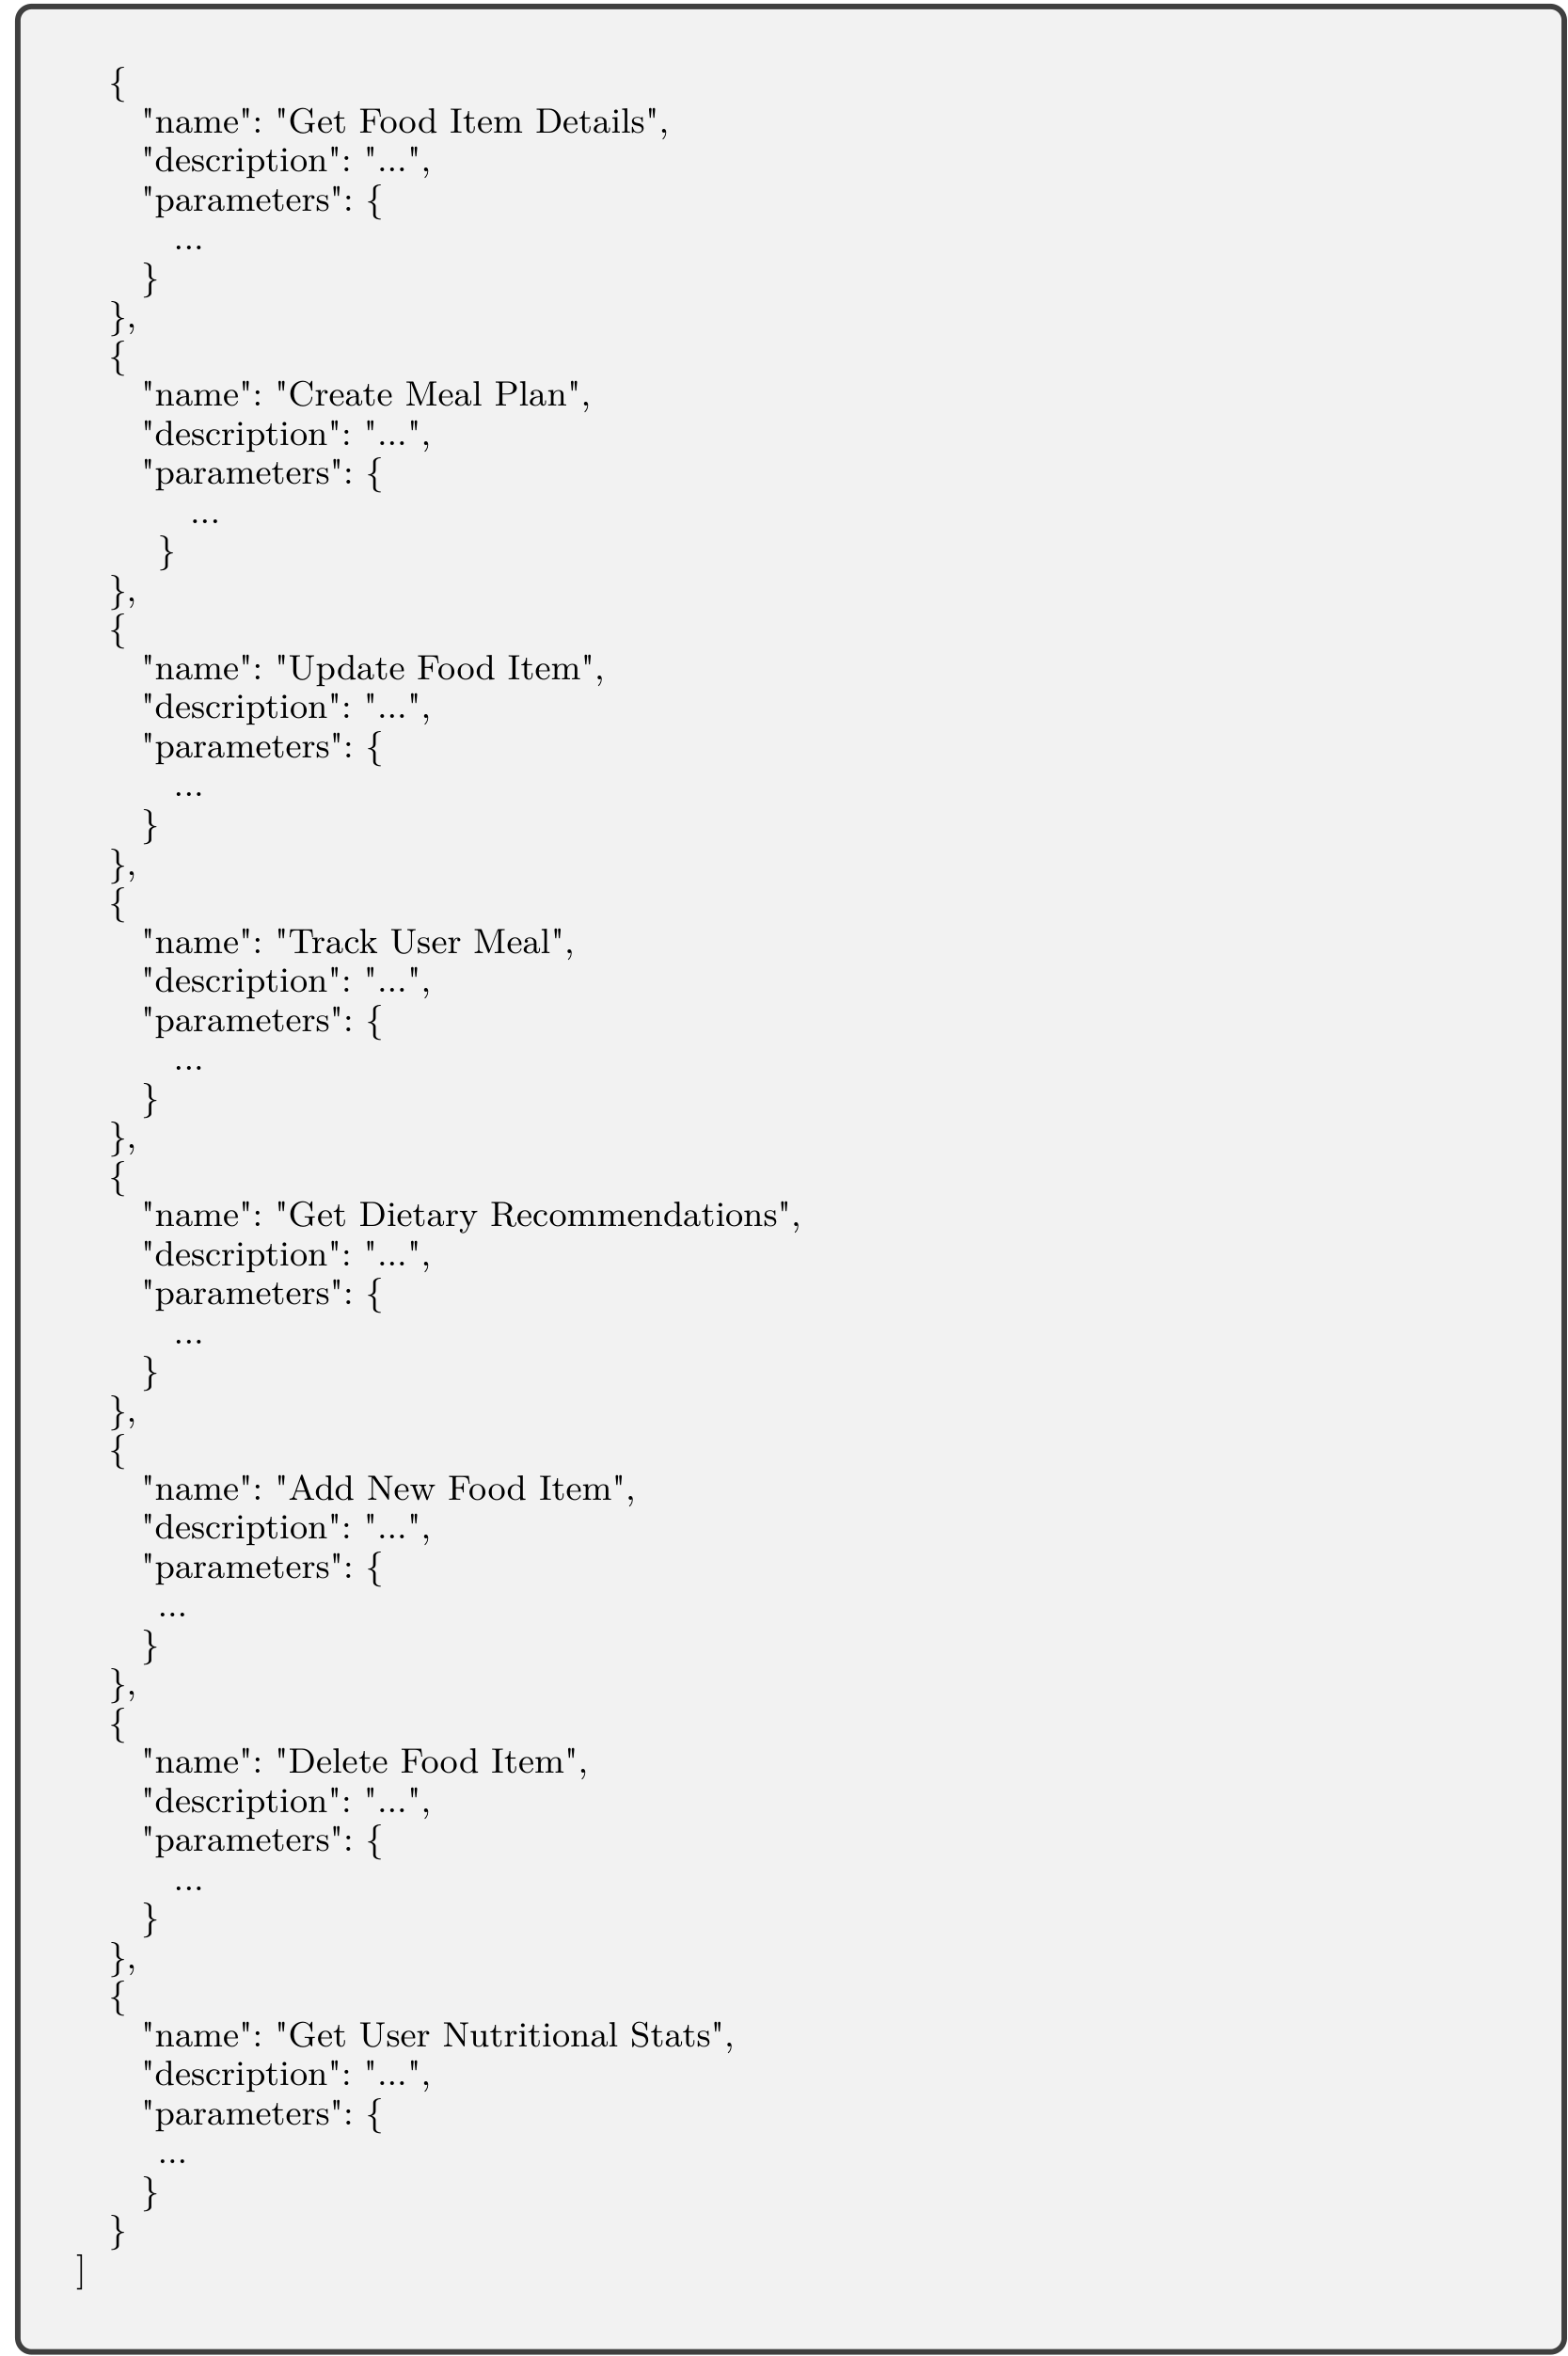 {
"name": "Get Food Item Details",
"description": "...",
"parameters": {
...
}
},
{
"name": "Create Meal Plan",
"description": "...",
"parameters": {
...
}
},
{
"name": "Update Food Item",
"description": "...",
"parameters": {
...
}
},
{
"name": "Track User Meal",
"description": "...",
"parameters": {
...
}
},
{
"name": "Get Dietary Recommendations",
"description": "...",
"parameters": {
...
}
},
{
"name": "Add New Food Item",
"description": "...",
"parameters": {
...
}
},
{
"name": "Delete Food Item",
"description": "...",
"parameters": {
...
}
},
{
"name": "Get User Nutritional Stats",
"description": "...",
"parameters": {
...
}
}
]